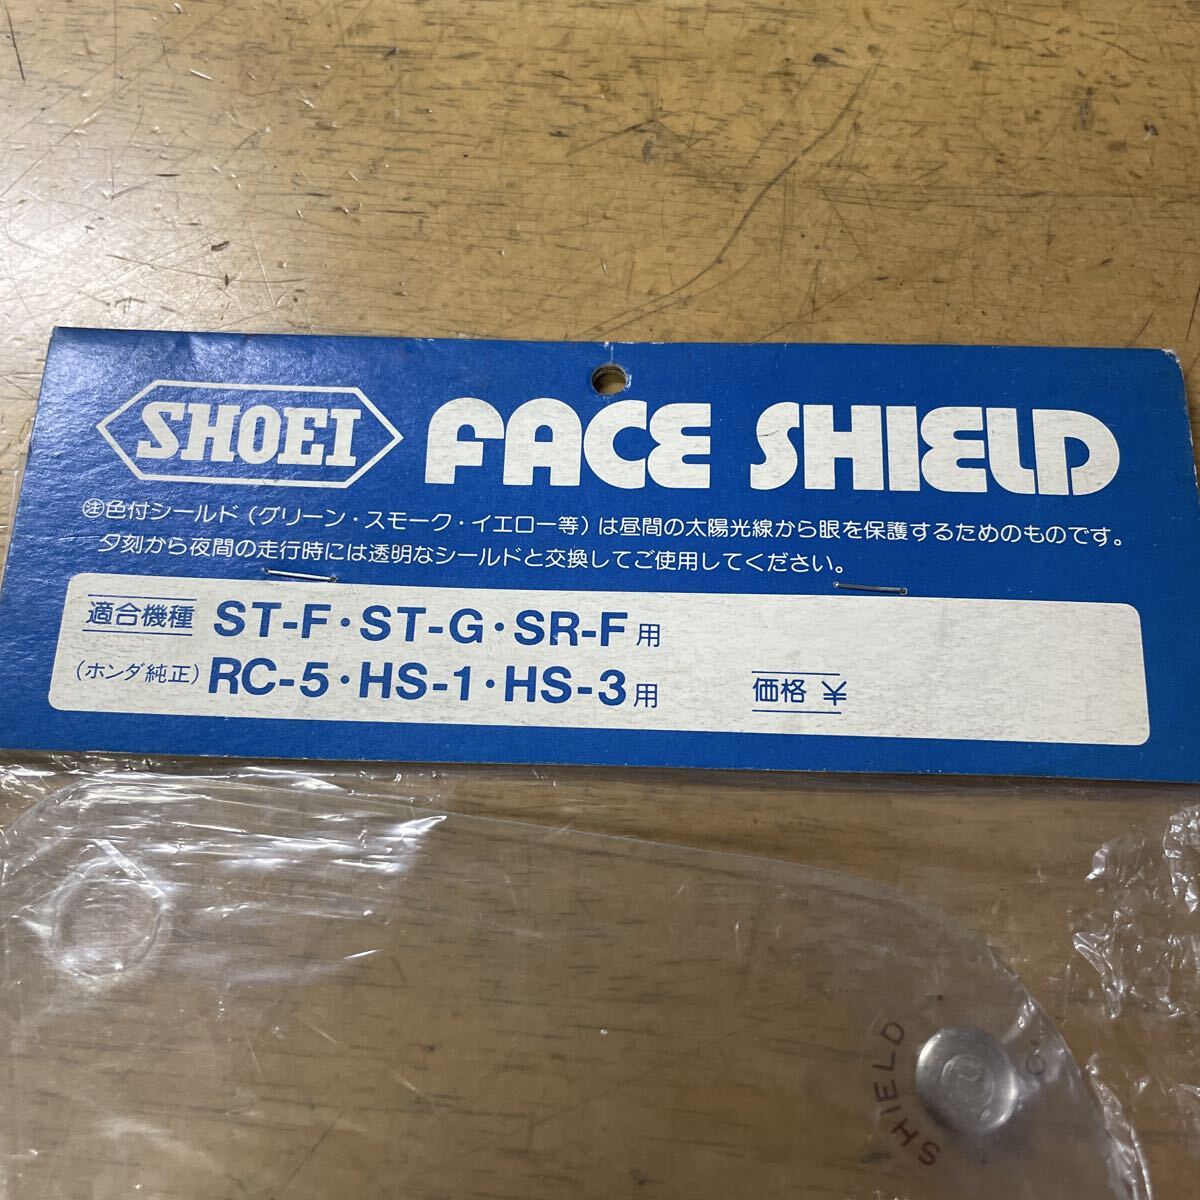 SHOEI FACE SHIELD
㊟色付シールド（グリーン・スモーク・イエロー等）は昼間の太陽光線から眼を保護するためのものです。
夕刻から夜間の走行時には透明なシールドと交換してご使用してください。
適合機種 ST-F・ST-G・SR-F用
（ホンダ純正）RC-5・HS-1・HS-3用 価格 ¥
SHIELD